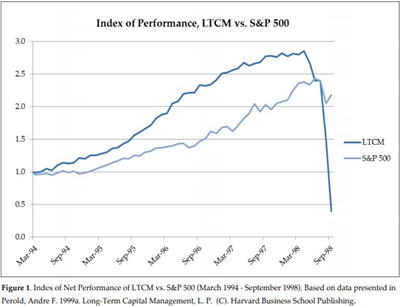 Index of Performance, LTCM vs. S&P 500
3.0
2.5
2.0
1.5
1.0
0.5
0.0
LTCM
S&P 500
Mar-94
Sep-94
Mar-95
Sep-95
Mar-96
Sep-96
Mar-97
Sep-97
Mar-98
Sep-98
Figure 1. Index of Net Performance of LTCM vs. S&P 500 (March 1994 - September 1998). Based on data presented in
Perold, Andre F. 1999a. Long-Term Capital Management, L. P. (C). Harvard Business School Publishing.